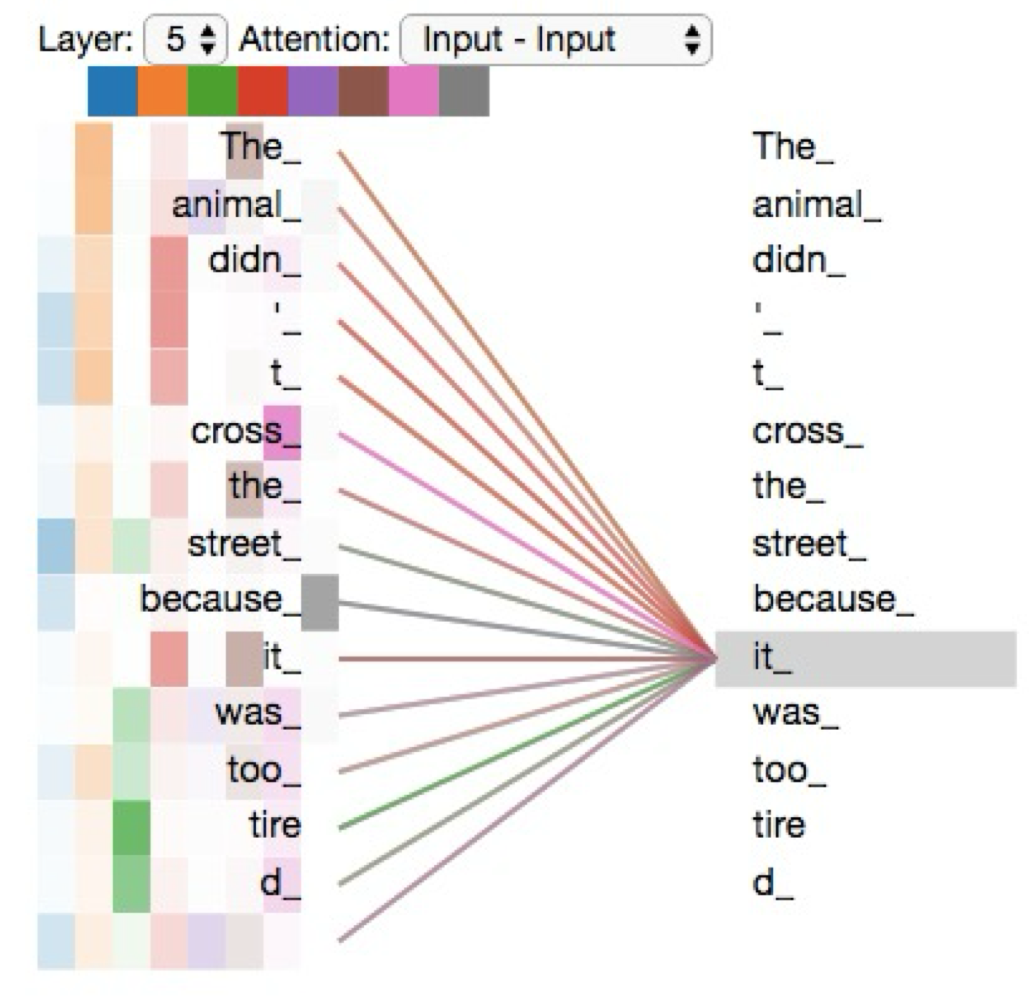 Layer: 5 Attention: Input - Input
The_ The_
animal_ animal_
didn_ didn_
'_ '_
t_ t_
cross_ cross_
the_ the_
street_ street_
because_ because_
it_ it_
was_ was_
too_ too_
tire tire
d_ d_